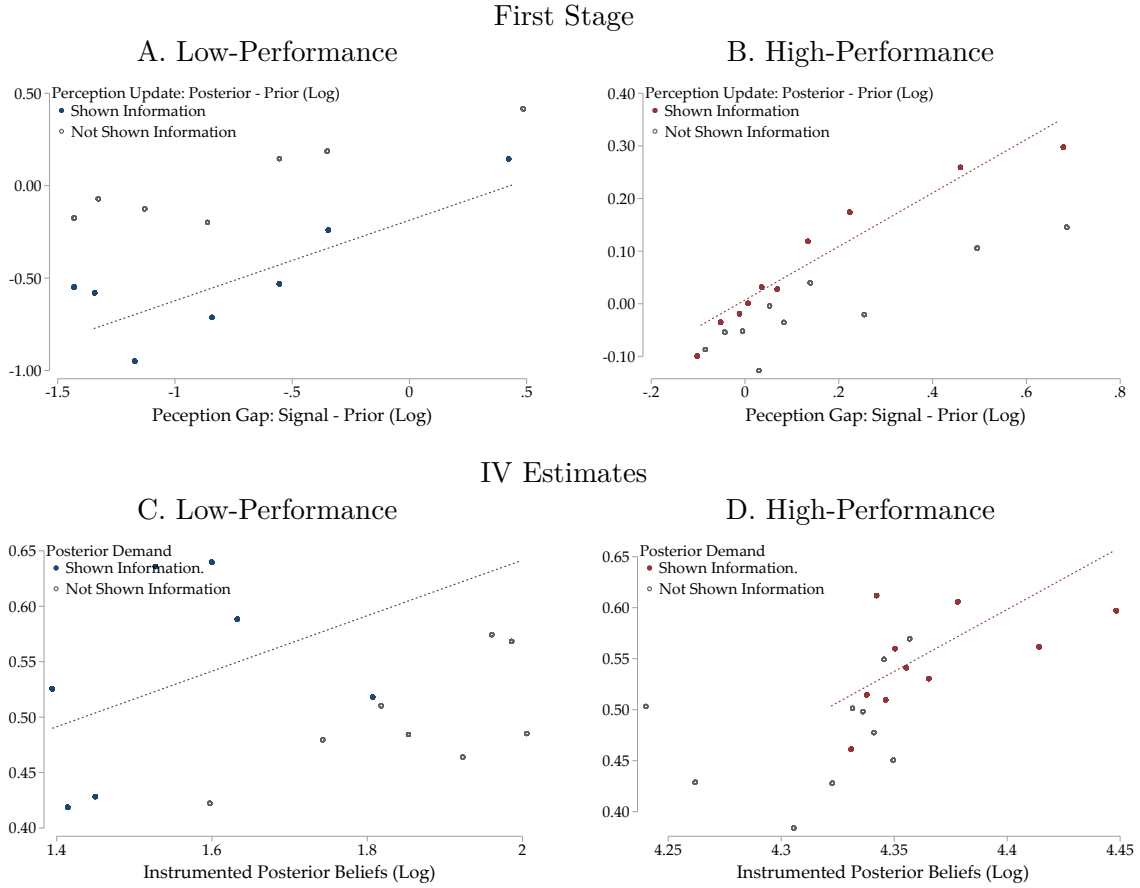 First Stage
A. Low-Performance
Perception Update: Posterior - Prior (Log)
Shown Information
Not Shown Information
0.50
0.00
-0.50
-1.00
-1.5 -1 -.5 0 .5
Peception Gap: Signal - Prior (Log)
B. High-Performance
Perception Update: Posterior - Prior (Log)
Shown Information
Not Shown Information
0.40
0.30
0.20
0.10
0.00
-0.10
-.2 0 .2 .4 .6 .8
Peception Gap: Signal - Prior (Log)
IV Estimates
C. Low-Performance
Posterior Demand
Shown Information.
Not Shown Information
0.65
0.60
0.55
0.50
0.45
0.40
1.4 1.6 1.8 2
Instrumented Posterior Beliefs (Log)
D. High-Performance
Posterior Demand
Shown Information.
Not Shown Information
0.65
0.60
0.55
0.50
0.45
0.40
4.25 4.3 4.35 4.4 4.45
Instrumented Posterior Beliefs (Log)